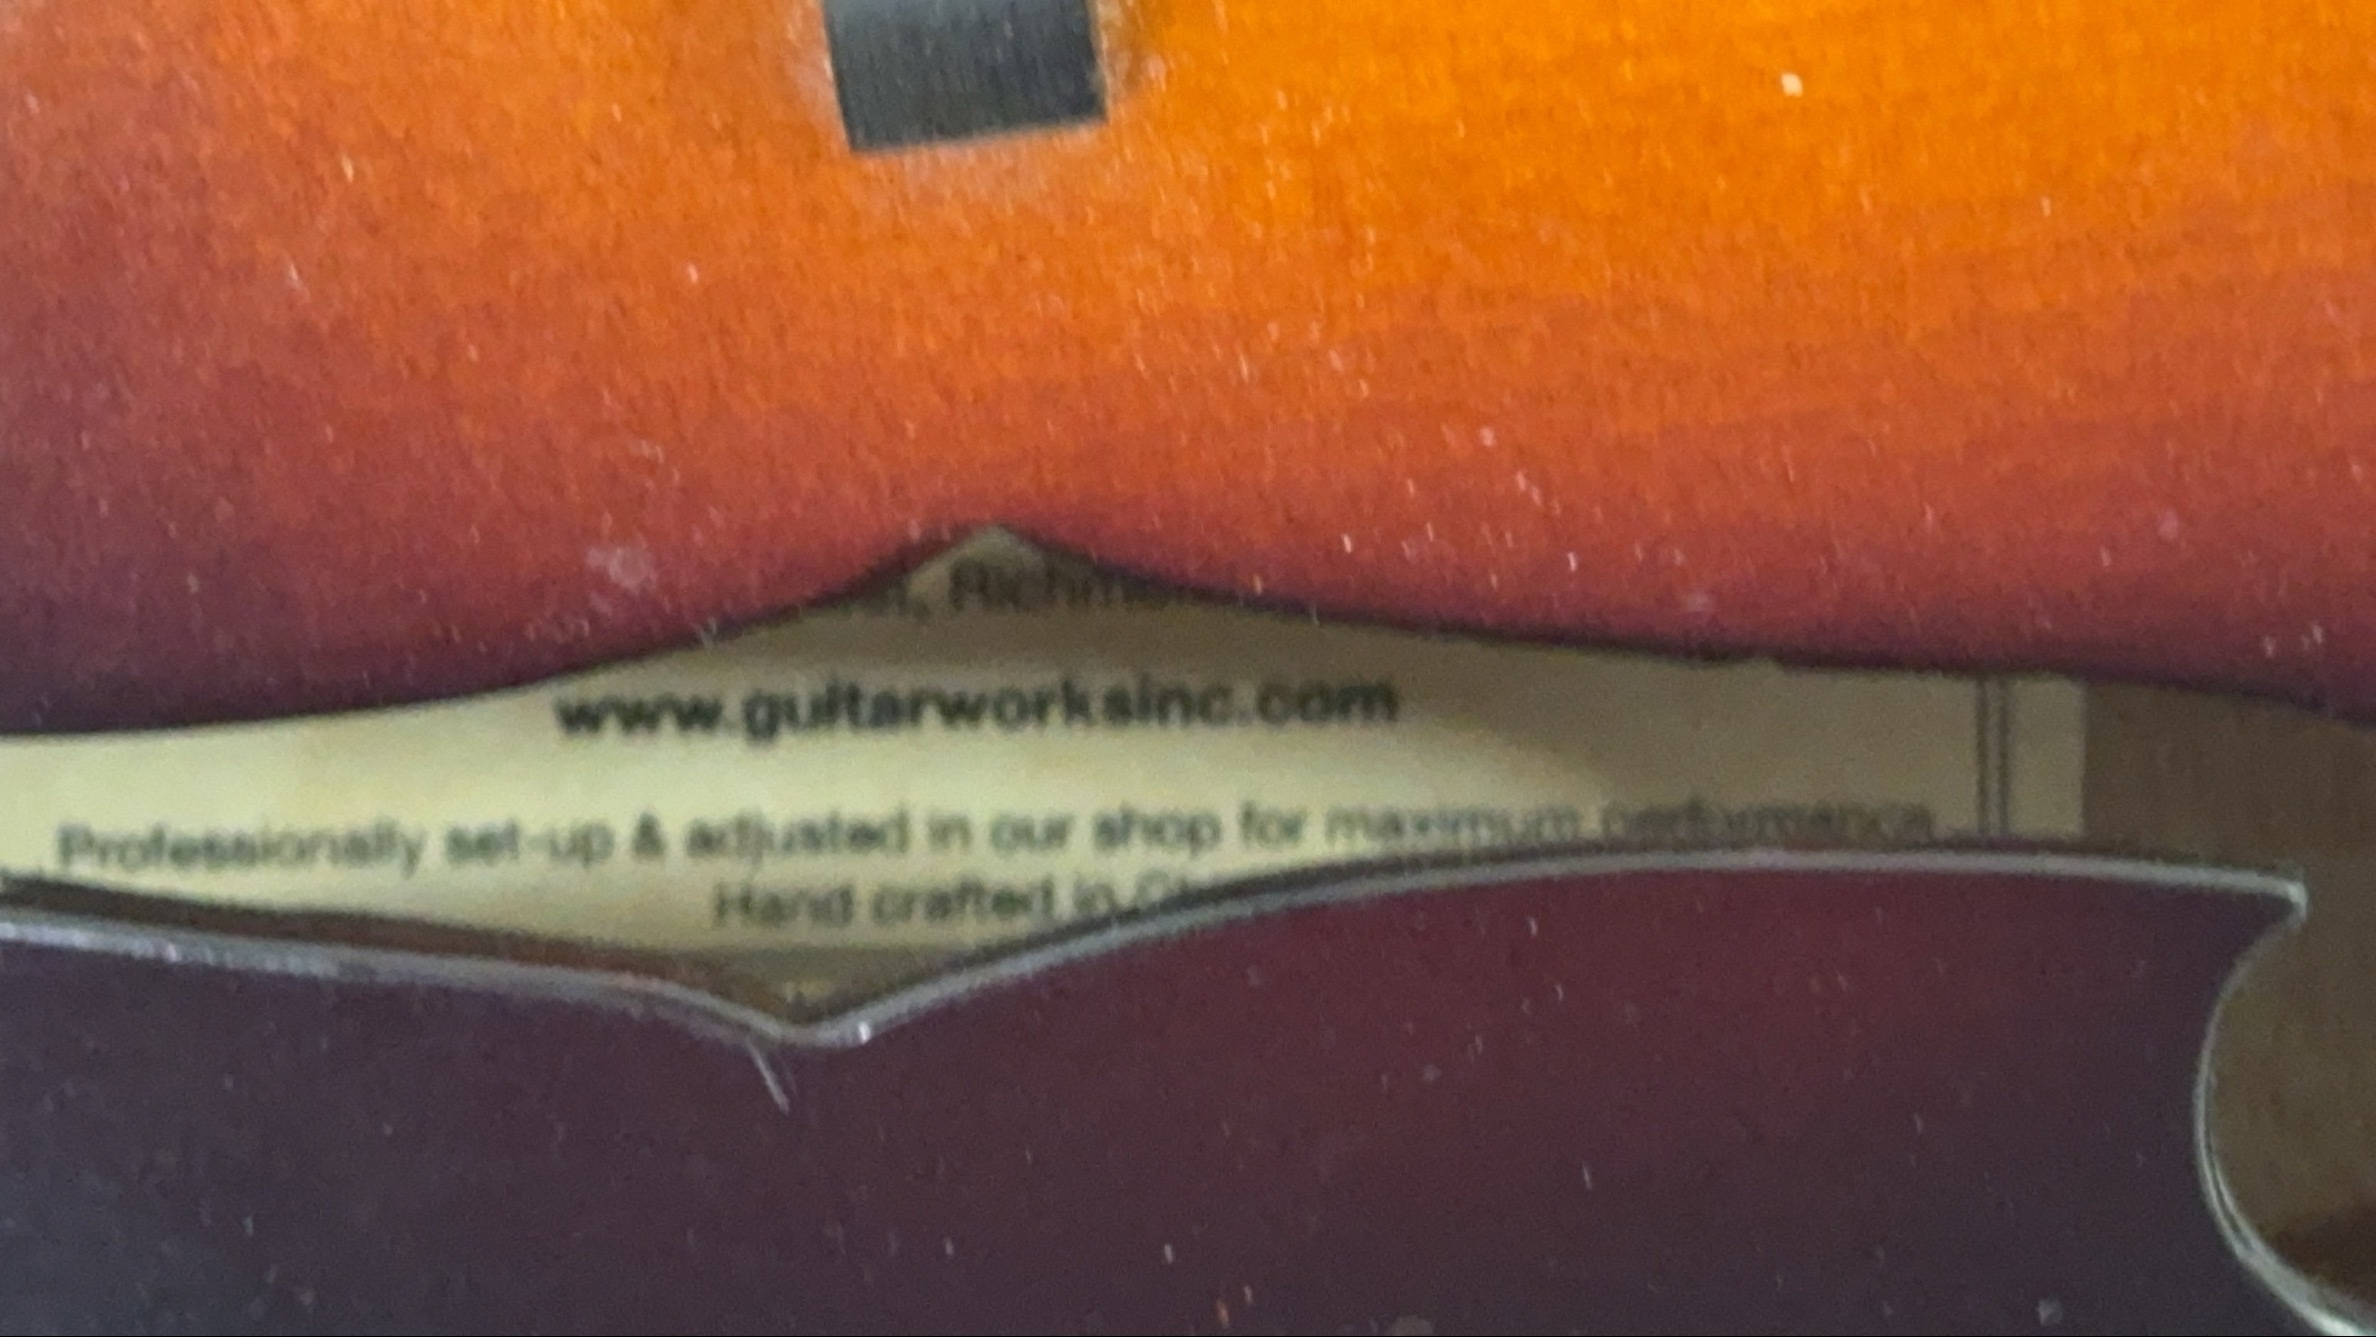 www.guitarworksinc.com
Professionally set-up & adjusted in our shop for maximum performance
Hand crafted in